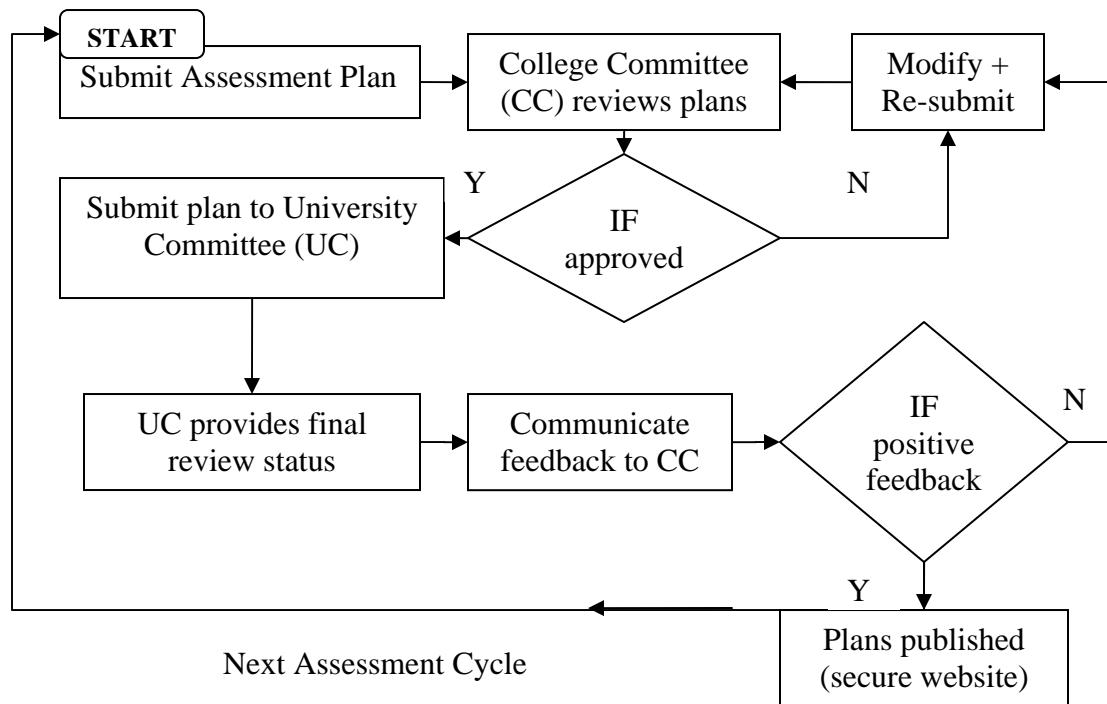 START
Submit Assessment Plan
College Committee
(CC) reviews plans
Modify +
Re-submit
Y
N
IF
approved
Submit plan to University
Committee (UC)
UC provides final
review status
Communicate
feedback to CC
IF
positive
feedback
N
Y
Plans published
(secure website)
Next Assessment Cycle